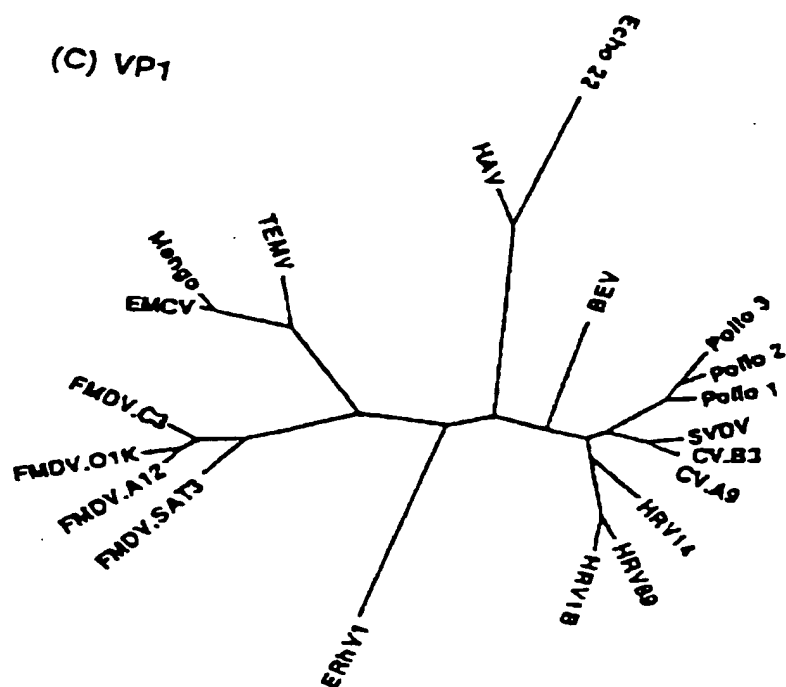 (C) VP1
Echo 22
HAV
TEMV
Mengo
EMCV
BEV
Polio 3
Polio 2
Polio 1
SVDV
CV.B3
CV.A9
FMDV.C3
FMDV.O1K
FMDV.A12
FMDV.SAT3
HRV14
HRV89
HRV1B
ERhV1